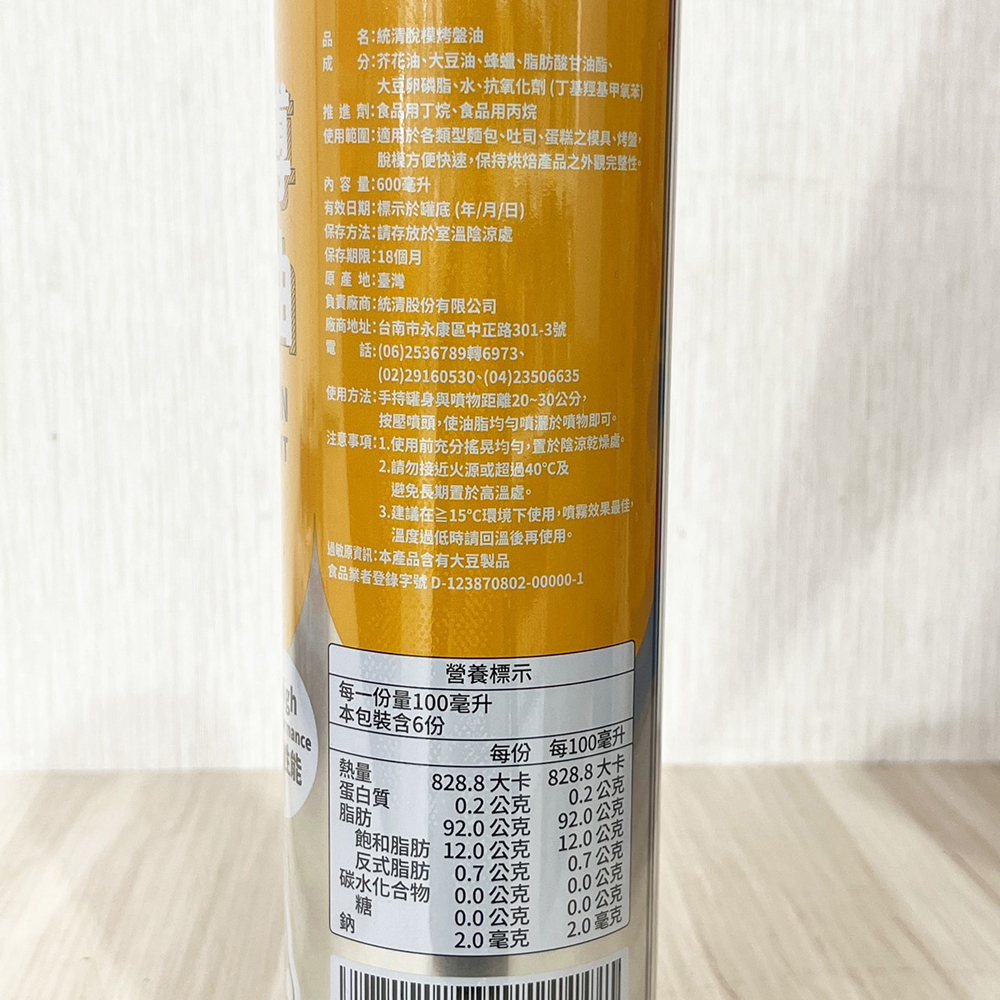 品　名:統清脫模烤盤油
成　分:芥花油、大豆油、蜂蠟、脂肪酸甘油酯、
大豆卵磷脂、水、抗氧化劑 (丁基羥基甲氧苯)
推 進 劑:食品用丁烷、食品用丙烷
使用範圍:適用於各類型麵包、吐司、蛋糕之模具、烤盤,
脫模方便快速,保持烘焙產品之外觀完整性。
內 容 量:600毫升
有效日期:標示於罐底 (年/月/日)
保存方法:請存放於室溫陰涼處
保存期限:18個月
原 產 地:臺灣
負責廠商:統清股份有限公司
廠商地址:台南市永康區中正路301-3號
電　話:(06)2536789轉6973、
(02)29160530、(04)23506635
使用方法:手持罐身與噴物距離20~30公分,
按壓噴頭,使油脂均勻噴灑於噴物即可。
注意事項:1.使用前充分搖晃均勻,置於陰涼乾燥處。
2.請勿接近火源或超過40℃及
避免長期置於高溫處。
3.建議在≧15℃環境下使用,噴霧效果最佳,
溫度過低時請回溫後再使用。
過敏原資訊:本產品含有大豆製品
食品業者登錄字號 D-123870802-00000-1
油
性能
營養標示
每一份量100毫升
本包裝含6份
每份 每100毫升
熱量 828.8 大卡 828.8 大卡
蛋白質 0.2 公克 0.2 公克
脂肪 92.0 公克 92.0 公克
飽和脂肪 12.0 公克 12.0 公克
反式脂肪 0.7 公克 0.7 公克
碳水化合物 0.0 公克 0.0 公克
糖 0.0 公克 0.0 公克
鈉 2.0 毫克 2.0 毫克